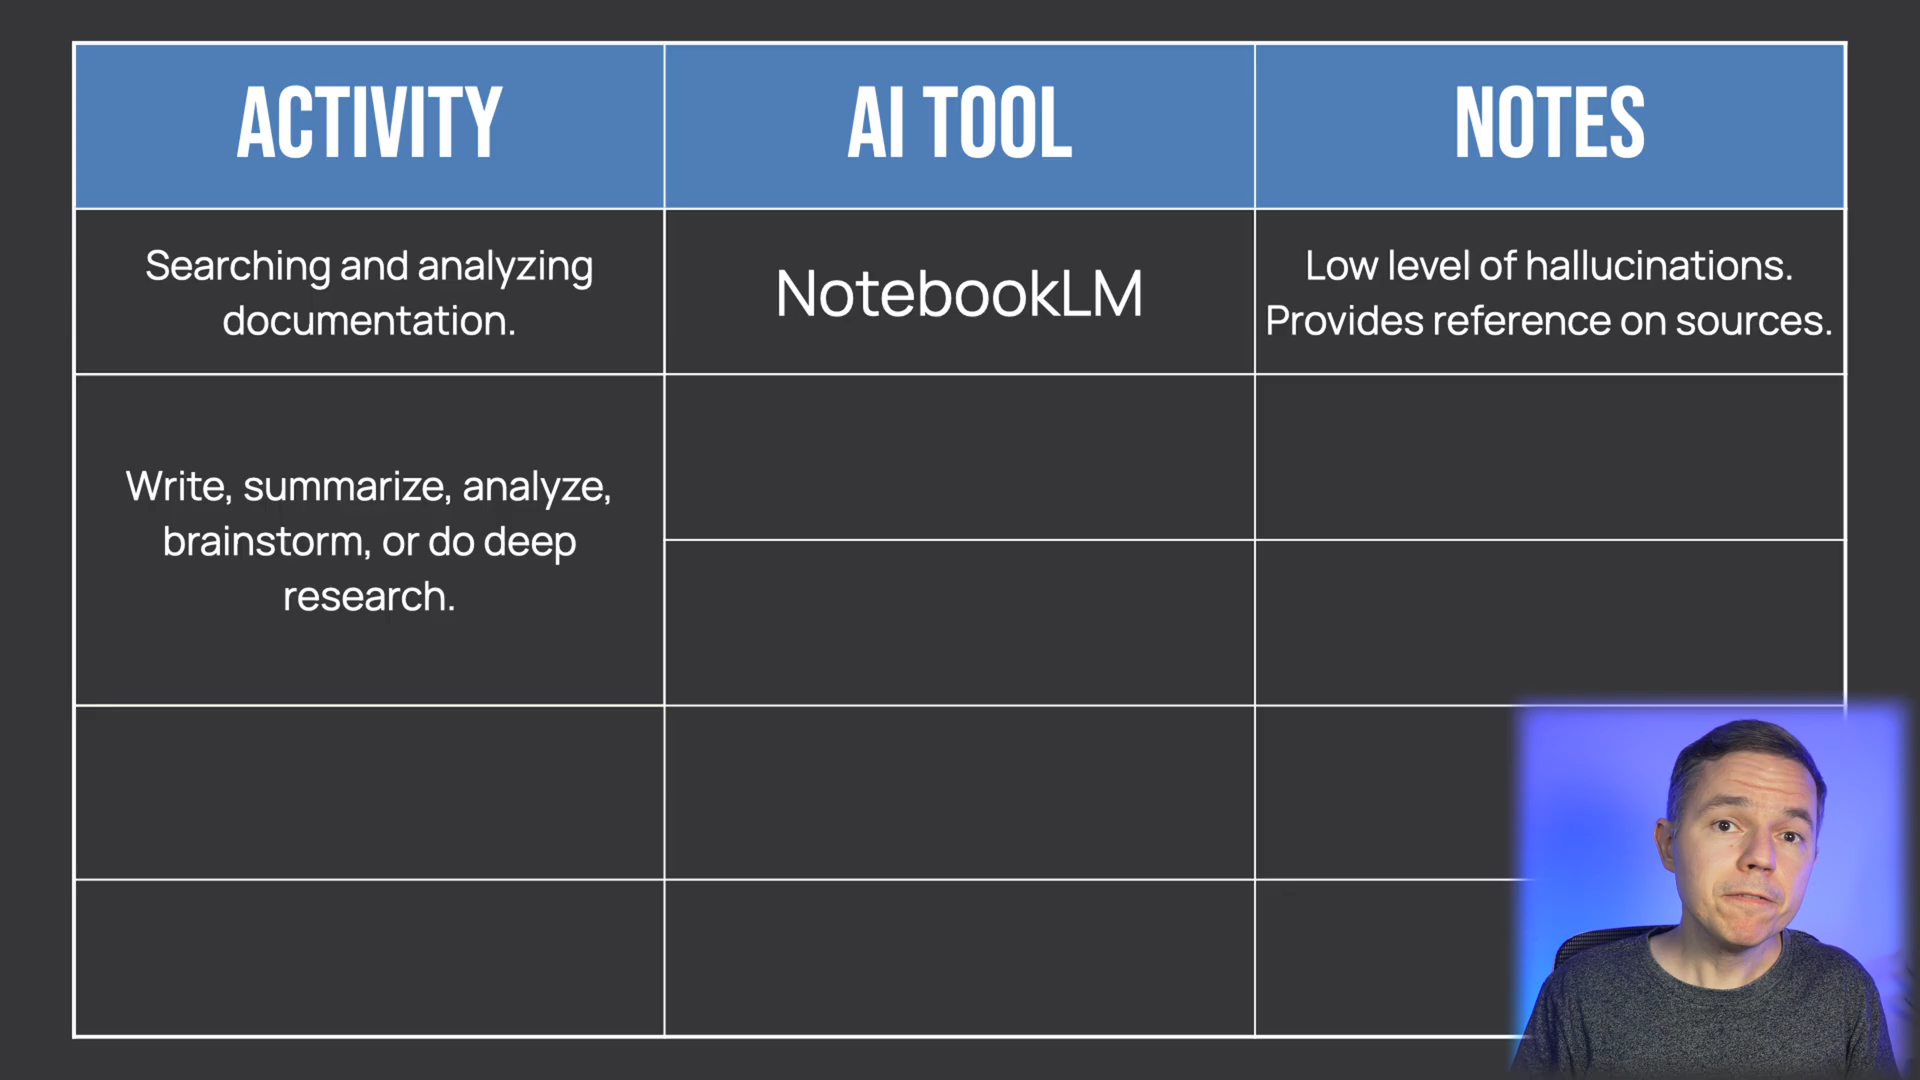 ACTIVITY
AI TOOL
NOTES
Searching and analyzing
documentation.
NotebookLM
Low level of hallucinations.
Provides reference on sources.
Write, summarize, analyze,
brainstorm, or do deep
research.